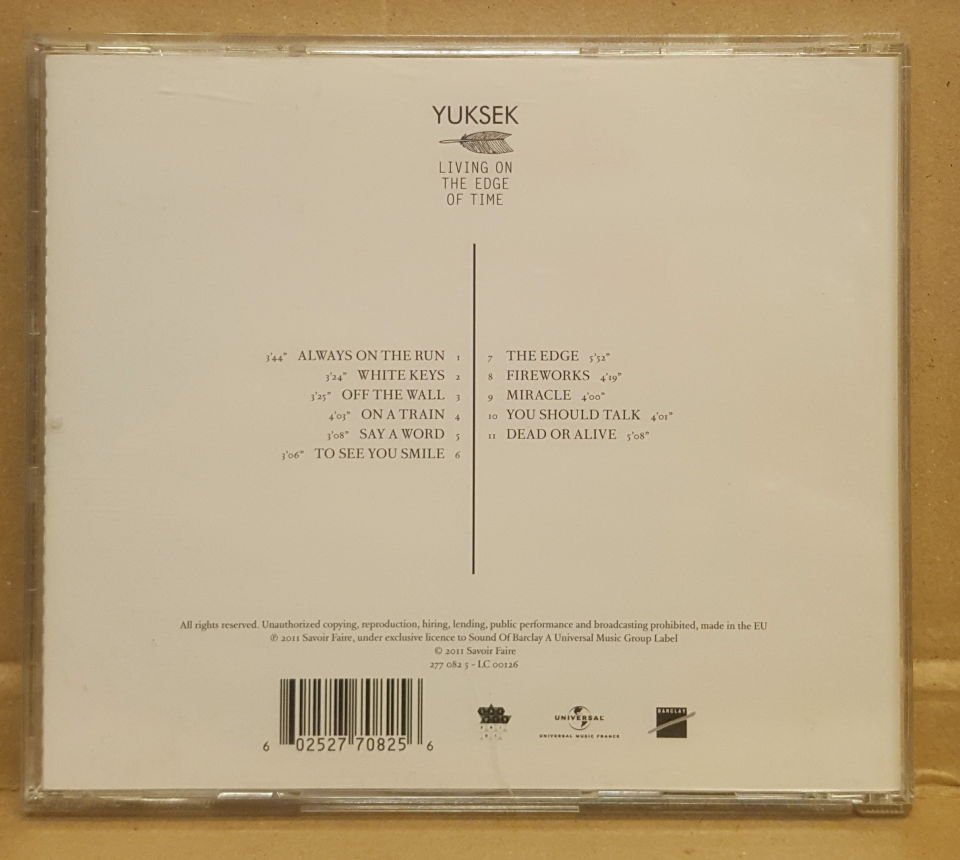 YUKSEK
LIVING ON
THE EDGE
OF TIME
3'44" ALWAYS ON THE RUN 1
3'24" WHITE KEYS 2
3'25" OFF THE WALL 3
4'03" ON A TRAIN 4
3'08" SAY A WORD 5
3'06" TO SEE YOU SMILE 6
7 THE EDGE 5'52"
8 FIREWORKS 4'19"
9 MIRACLE 4'00"
10 YOU SHOULD TALK 4'01"
11 DEAD OR ALIVE 5'08"
All rights reserved. Unauthorized copying, reproduction, hiring, lending, public performance and broadcasting prohibited, made in the EU
℗ 2011 Savoir Faire, under exclusive licence to Sound Of Barclay A Universal Music Group Label
© 2011 Savoir Faire
277 082 5 - LC 00126
6 02527 70825 6
UNIVERSAL
UNIVERSAL MUSIC FRANCE
BARCLAY